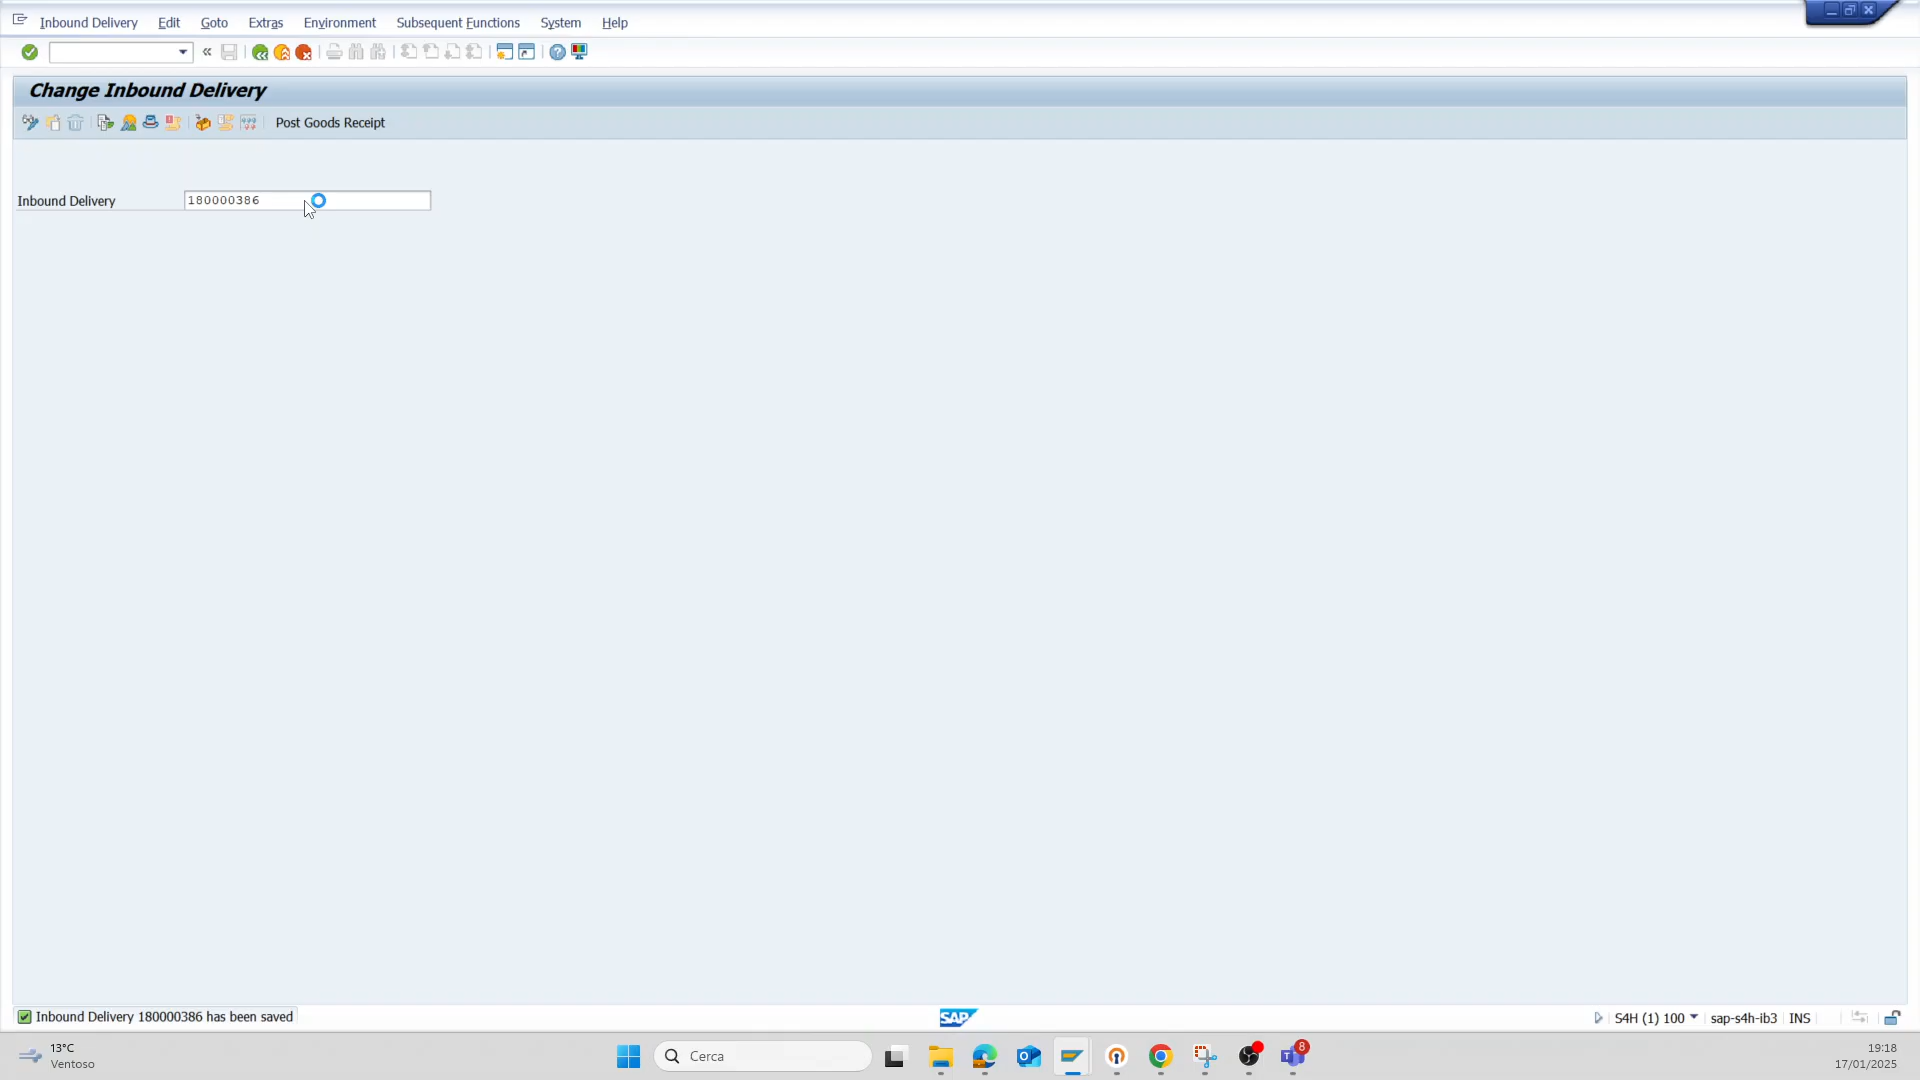 Inbound Delivery Edit Goto Extras Environment Subsequent Functions System Help
Change Inbound Delivery
Post Goods Receipt
Inbound Delivery 180000386
Inbound Delivery 180000386 has been saved
SAP
S4H (1) 100 sap-s4h-ib3 INS
13°C
Ventoso
Cerca
8
19:18
17/01/2025